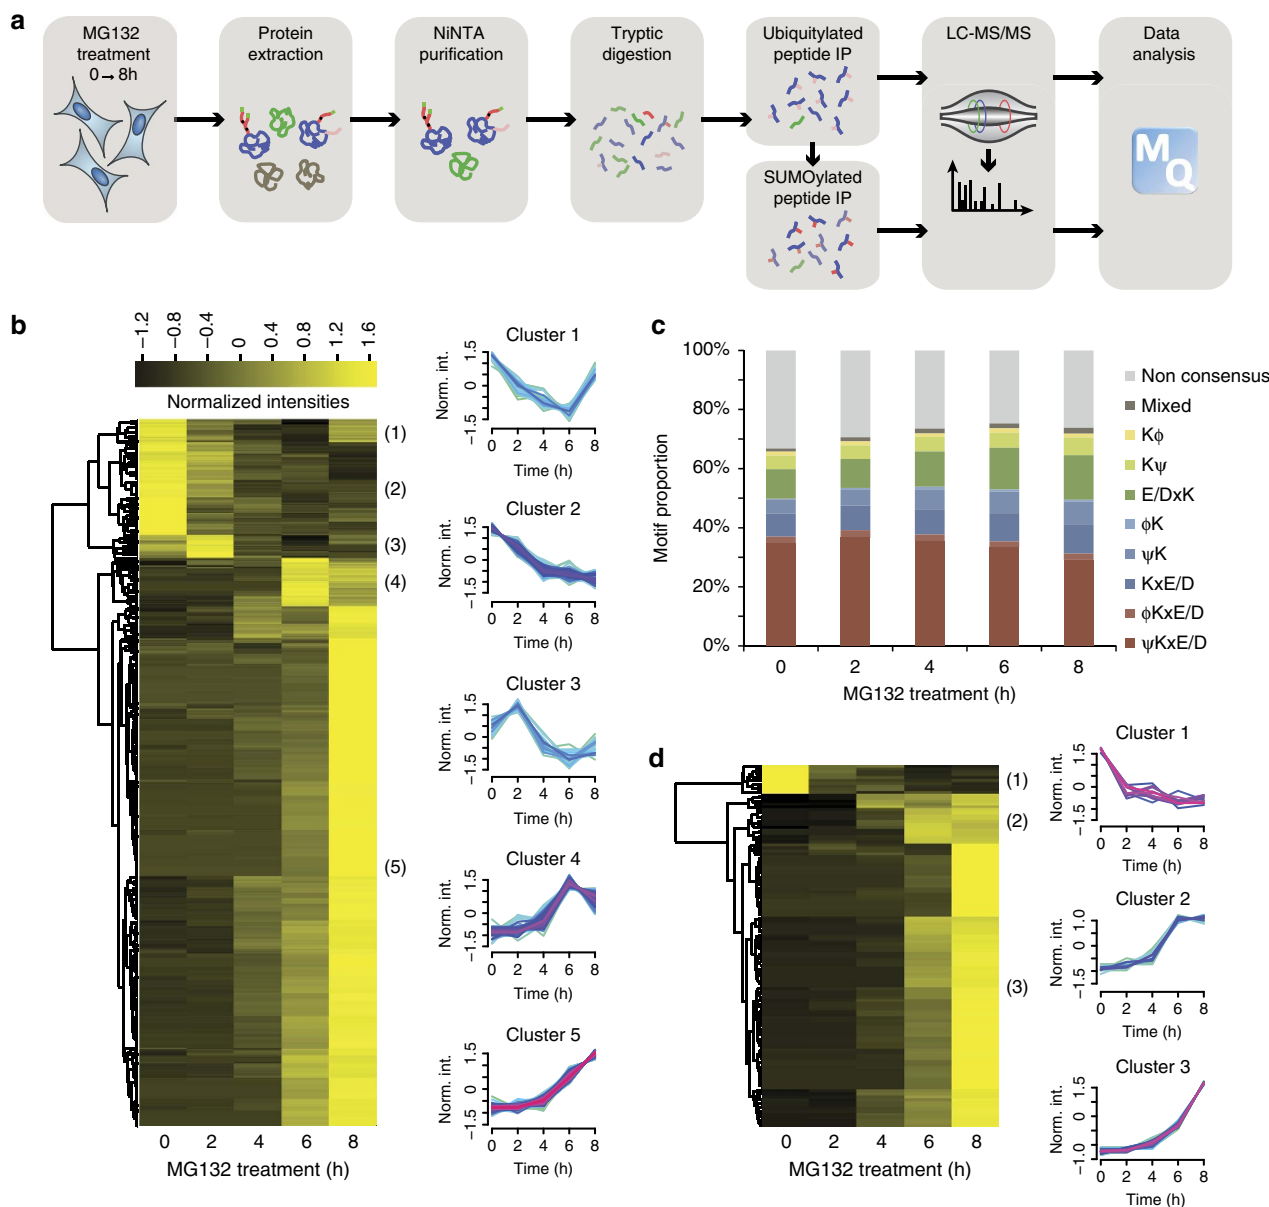 a
MG132
treatment
0→8h
Protein
extraction
NiNTA
purification
Tryptic
digestion
Ubiquitylated
peptide IP
SUMOylated
peptide IP
LC-MS/MS
Data
analysis
MQ
b
−1.2 −0.8 −0.4 0 0.4 0.8 1.2 1.6
Normalized intensities
(1)
(2)
(3)
(4)
(5)
0 2 4 6 8
MG132 treatment (h)
Cluster 1
Norm. int.
1.5
0
−1.5
0 2 4 6 8
Time (h)
Cluster 2
Norm. int.
1.5
0
−1.5
0 2 4 6 8
Time (h)
Cluster 3
Norm. int.
1.5
0
−1.5
0 2 4 6 8
Time (h)
Cluster 4
Norm. int.
1.5
0
−1.5
0 2 4 6 8
Time (h)
Cluster 5
Norm. int.
1.5
0
−1.5
0 2 4 6 8
Time (h)
c
Motif proportion
100%
80%
60%
40%
20%
0%
0 2 4 6 8
MG132 treatment (h)
Non consensus
Mixed
Kϕ
Kψ
E/DxK
ϕK
ψK
KxE/D
ϕKxE/D
ψKxE/D
d
(1)
(2)
(3)
0 2 4 6 8
MG132 treatment (h)
Cluster 1
Norm. int.
1.5
0
−1.5
0 2 4 6 8
Time (h)
Cluster 2
Norm. int.
1.0
0
−1.5
0 2 4 6 8
Time (h)
Cluster 3
Norm. int.
1.5
0
−1.0
0 2 4 6 8
Time (h)